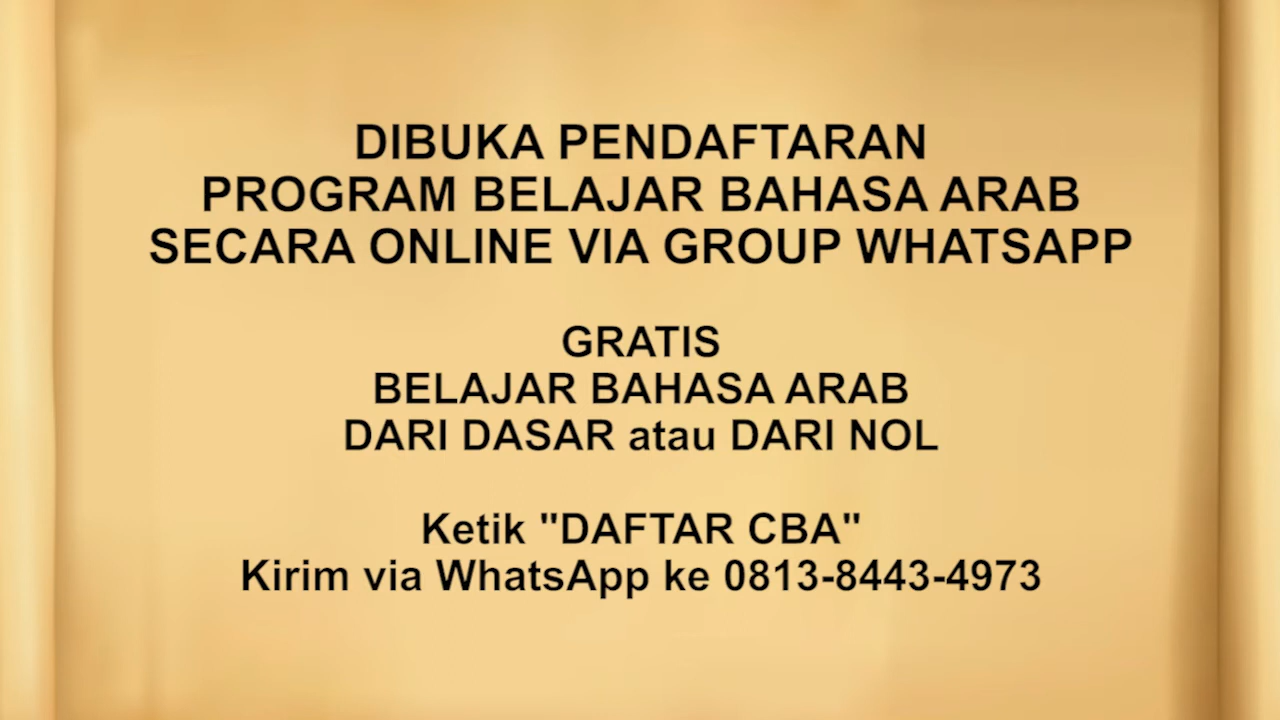 DIBUKA PENDAFTARAN
PROGRAM BELAJAR BAHASA ARAB
SECARA ONLINE VIA GROUP WHATSAPP
GRATIS
BELAJAR BAHASA ARAB
DARI DASAR atau DARI NOL
Ketik "DAFTAR CBA"
Kirim via WhatsApp ke 0813-8443-4973